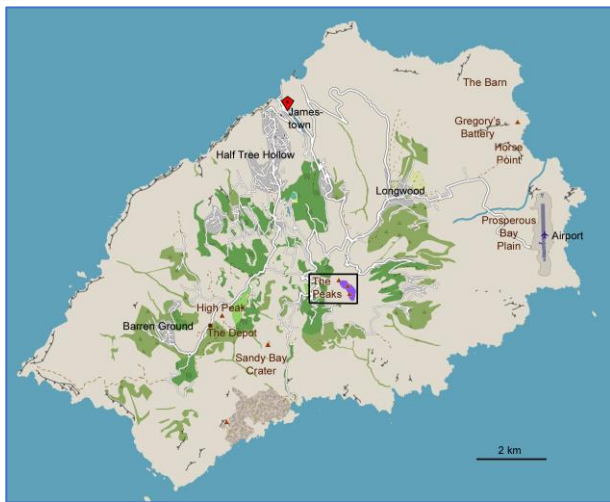 The Barn
Gregory's
Battery
James-
town
Horse
Point
Half Tree Hollow
Longwood
Prosperous
Bay
Plain
Airport
The
Peaks
High Peak
Barren Ground
The Depot
Sandy Bay
Crater
2 km